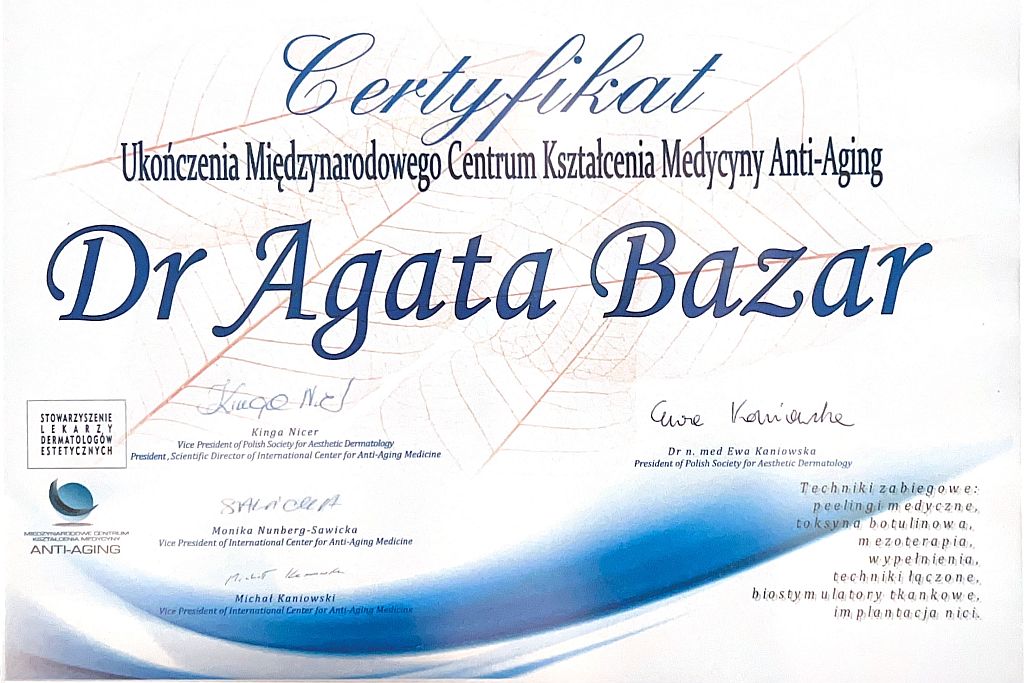 Certyfikat
Ukończenia Międzynarodowego Centrum Kształcenia Medycyny Anti-Aging
Dr Agata Bazar
STOWARZYSZENIE
LEKARZY
DERMATOLOGÓW
ESTETYCZNYCH
MIĘDZYNARODOWE CENTRUM
KSZTAŁCENIA MEDYCYNY
ANTI-AGING
Kinga Nicer
Vice President of Polish Society for Aesthetic Dermatology
President, Scientific Director of International Center for Anti-Aging Medicine
Monika Nunberg-Sawicka
Vice President of International Center for Anti-Aging Medicine
Michał Kaniowski
Vice President of International Center for Anti-Aging Medicine
Ewa Kaniowska
Dr n. med Ewa Kaniowska
President of Polish Society for Aesthetic Dermatology
Techniki zabiegowe:
peelingi medyczne,
toksyna botulinowa,
mezoterapia,
wypełnienia,
techniki łączone,
biostymulatory tkankowe,
implantacja nici.